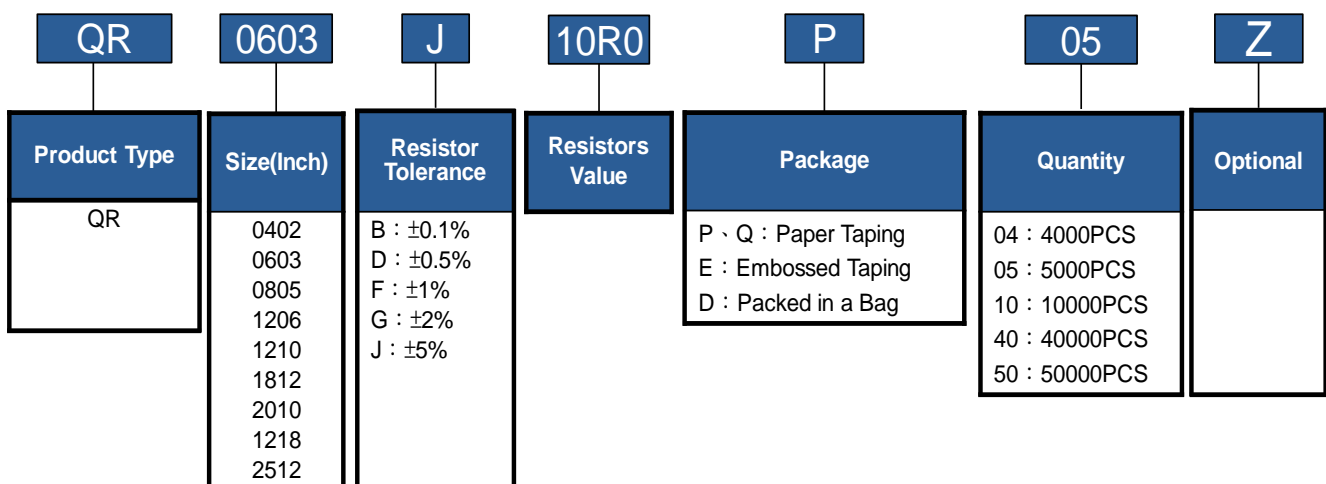 QR 0603 J 10R0 P 05 Z
Product Type
QR
Size(Inch)
0402
0603
0805
1206
1210
1812
2010
1218
2512
Resistor
Tolerance
B：±0.1%
D：±0.5%
F：±1%
G：±2%
J：±5%
Resistors
Value
Package
P、Q：Paper Taping
E：Embossed Taping
D：Packed in a Bag
Quantity
04：4000PCS
05：5000PCS
10：10000PCS
40：40000PCS
50：50000PCS
Optional